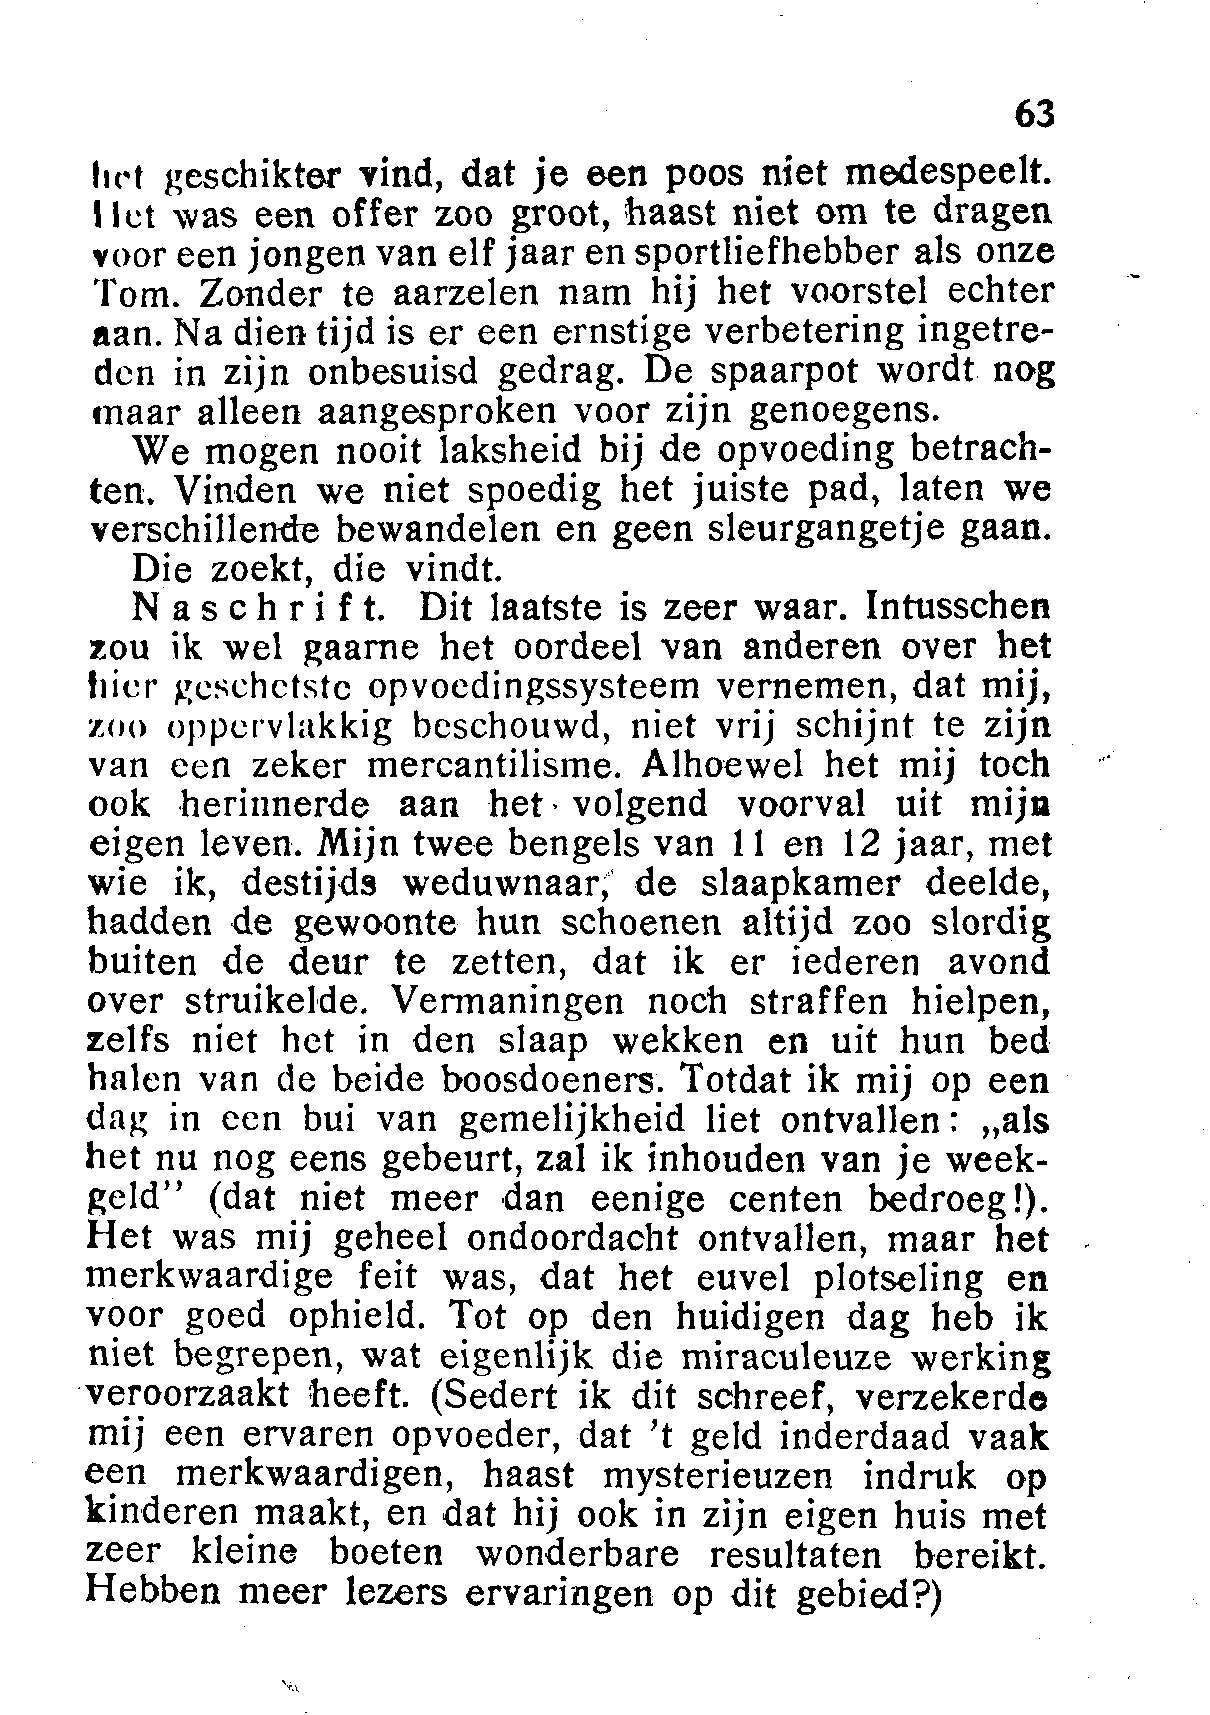 63
het geschikter vind, dat je een poos niet medespeelt.
Het was een offer zoo groot, haast niet om te dragen
voor een jongen van elf jaar en sportliefhebber als onze
Tom. Zonder te aarzelen nam hij het voorstel echter
aan. Na dien tijd is er een ernstige verbetering ingetre-
den in zijn onbesuisd gedrag. De spaarpot wordt nog
maar alleen aangesproken voor zijn genoegens.
We mogen nooit laksheid bij de opvoeding betrach-
ten. Vinden we niet spoedig het juiste pad, laten we
verschillende bewandelen en geen sleurgangetje gaan.
Die zoekt, die vindt.
Naschrift. Dit laatste is zeer waar. Intusschen
zou ik wel gaarne het oordeel van anderen over het
hier geschetste opvoedingssysteem vernemen, dat mij,
zoo oppervlakkig beschouwd, niet vrij schijnt te zijn
van een zeker mercantilisme. Alhoewel het mij toch
ook herinnerde aan het volgend voorval uit mijn
eigen leven. Mijn twee bengels van 11 en 12 jaar, met
wie ik, destijds weduwnaar, de slaapkamer deelde,
hadden de gewoonte hun schoenen altijd zoo slordig
buiten de deur te zetten, dat ik er iederen avond
over struikelde. Vermaningen noch straffen hielpen,
zelfs niet het in den slaap wekken en uit hun bed
halen van de beide boosdoeners. Totdat ik mij op een
dag in een bui van gemelijkheid liet ontvallen: „als
het nu nog eens gebeurt, zal ik inhouden van je week-
geld" (dat niet meer dan eenige centen bedroeg!).
Het was mij geheel ondoordacht ontvallen, maar het
merkwaardige feit was, dat het euvel plotseling en
voor goed ophield. Tot op den huidigen dag heb ik
niet begrepen, wat eigenlijk die miraculeuze werking
veroorzaakt heeft. (Sedert ik dit schreef, verzekerde
mij een ervaren opvoeder, dat 't geld inderdaad vaak
een merkwaardigen, haast mysterieuzen indruk op
kinderen maakt, en dat hij ook in zijn eigen huis met
zeer kleine boeten wonderbare resultaten bereikt.
Hebben meer lezers ervaringen op dit gebied?)